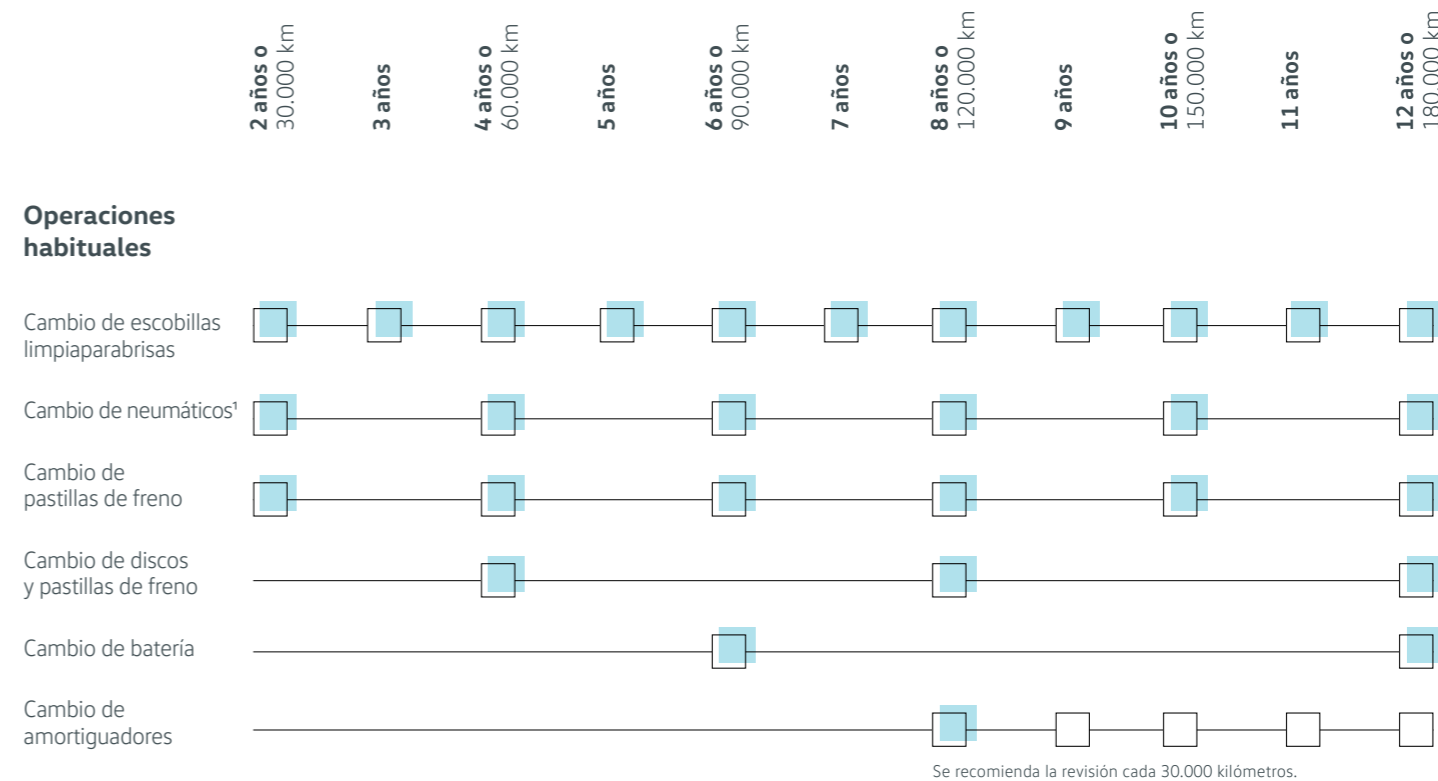 2 años o
30.000 km
3 años
4 años o
60.000 km
5 años
6 años o
90.000 km
7 años
8 años o
120.000 km
9 años
10 años o
150.000 km
11 años
12 años o
180.000 km
Operaciones
habituales
Cambio de escobillas
limpiaparabrisas
Cambio de neumáticos¹
Cambio de
pastillas de freno
Cambio de discos
y pastillas de freno
Cambio de batería
Cambio de
amortiguadores
Se recomienda la revisión cada 30.000 kilómetros.